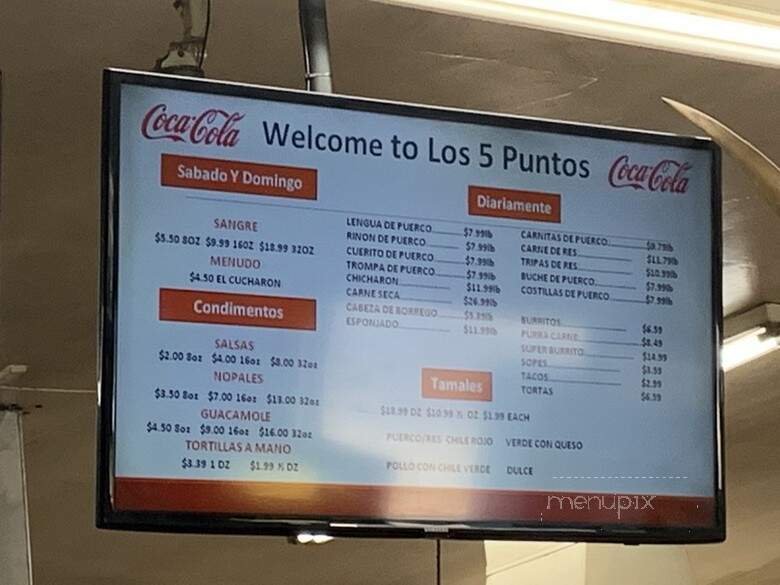 Coca-Cola Welcome to Los 5 Puntos Coca-Cola
Sabado Y Domingo
SANGRE
$5.50 8OZ $9.99 16OZ $18.99 32OZ
MENUDO
$4.50 EL CUCHARON
Condimentos
SALSAS
$2.00 8oz $4.00 16oz $8.00 32oz
NOPALES
$3.50 8oz $7.00 16oz $13.00 32oz
GUACAMOLE
$4.50 8oz $9.00 16oz $16.00 32oz
TORTILLAS A MANO
$3.39 1 DZ $1.99 ½ DZ
Diariamente
LENGUA DE PUERCO $7.99lb
RINON DE PUERCO $7.99lb
CUERITO DE PUERCO $7.99lb
TROMPA DE PUERCO $7.99lb
CHICHARON $11.99lb
CARNE SECA $26.99lb
CABEZA DE BORREGO
ESPONJADO $11.99lb
CARNITAS DE PUERCO $9.79lb
CARNE DE RES $11.79lb
TRIPAS DE RES $10.99lb
BUCHE DE PUERCO $7.99lb
COSTILLAS DE PUERCO $7.99lb
BURRITOS $6.59
PURRA CARNE $8.49
SUPER BURRITO $14.99
SOPES $3.59
TACOS $2.99
TORTAS $6.59
Tamales
$18.99 DZ $10.99 ½ DZ $1.99 EACH
PUERCO/RES CHILE ROJO VERDE CON QUESO
POLLO CON CHILE VERDE DULCE
menupix